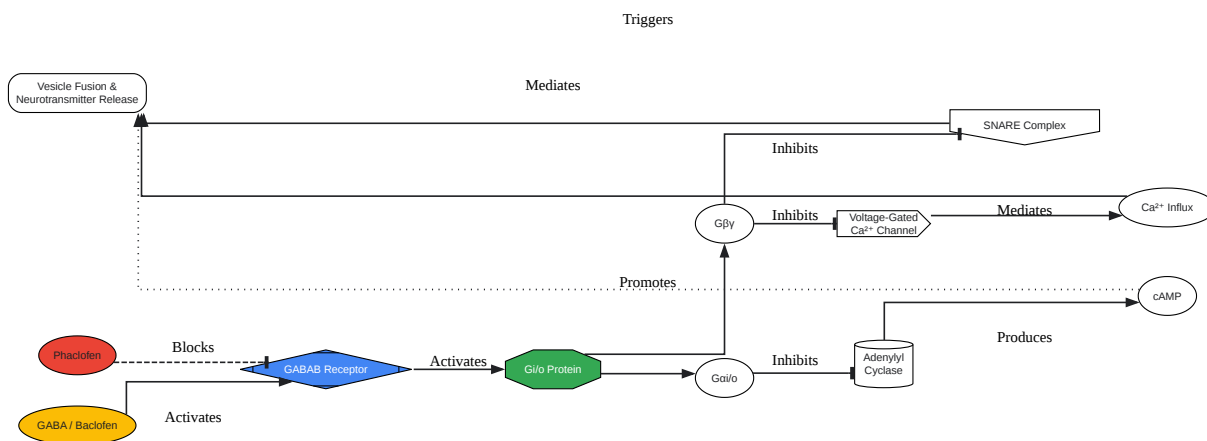 Triggers
Vesicle Fusion &
Neurotransmitter Release
Mediates
SNARE Complex
Inhibits
Gβγ
Inhibits
Voltage-Gated
Ca²⁺ Channel
Mediates
Ca²⁺ Influx
Promotes
cAMP
Phaclofen
Blocks
GABAB Receptor
Activates
Gi/o Protein
Gαi/o
Inhibits
Adenylyl
Cyclase
Produces
GABA / Baclofen
Activates